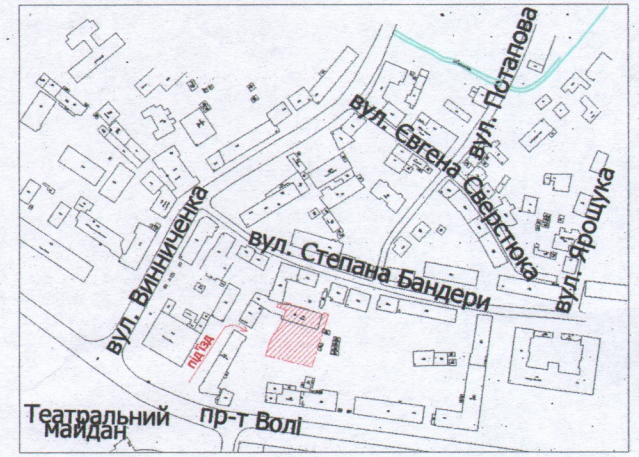 вул. Потапова
вул. Євгена Сверстюка
вул. Ярощука
вул. Винниченка
вул. Степана Бандери
під'їзд
Театральний
майдан
пр-т Волі